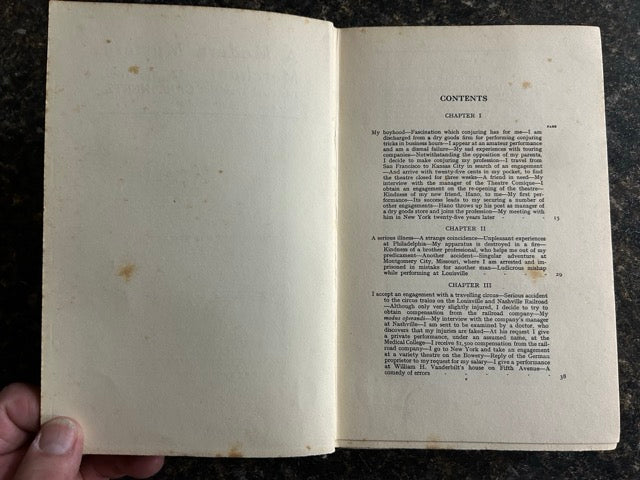 CONTENTS
CHAPTER I
PAGE
My boyhood—Fascination which conjuring has for me—I am
discharged from a dry goods firm for performing conjuring
tricks in business hours—I appear at an amateur performance
and am a dismal failure—My sad experiences with touring
companies—Notwithstanding the opposition of my parents,
I decide to make conjuring my profession—I travel from
San Francisco to Kansas City in search of an engagement
—And arrive with twenty-five cents in my pocket, to find
the theatre closed for three weeks—A friend in need—My
interview with the manager of the Theatre Comique—I
obtain an engagement on the re-opening of the theatre—
Kindness of my new friend, Hano, to me—My first per-
formance—Its success leads to my securing a number of
other engagements—Hano throws up his post as manager of
a dry goods store and joins the profession—My meeting with
him in New York twenty-five years later - - - 15
CHAPTER II
A serious illness—A strange coincidence—Unpleasant experiences
at Philadelphia—My apparatus is destroyed in a fire—
Kindness of a brother professional, who helps me out of my
predicament—Another accident—Singular adventure at
Montgomery City, Missouri, where I am arrested and im-
prisoned in mistake for another man—Ludicrous mishap
while performing at Louisville - - - - 29
CHAPTER III
I accept an engagement with a travelling circus—Serious accident
to the circus trains on the Louisville and Nashville Railroad
—Although only very slightly injured, I decide to try to
obtain compensation from the railroad company—My
modus operandi—My interview with the company's manager
at Nashville—I am sent to be examined by a doctor, who
discovers that my injuries are faked—At his request I give
a private performance, under an assumed name, at the
Medical College—I receive $1,500 compensation from the rail-
road company—I go to New York and take an engagement
at a variety theatre on the Bowery—Reply of the German
proprietor to my request for my salary—I give a performance
at William H. Vanderbilt's house on Fifth Avenue—A
comedy of errors - - - - - 38